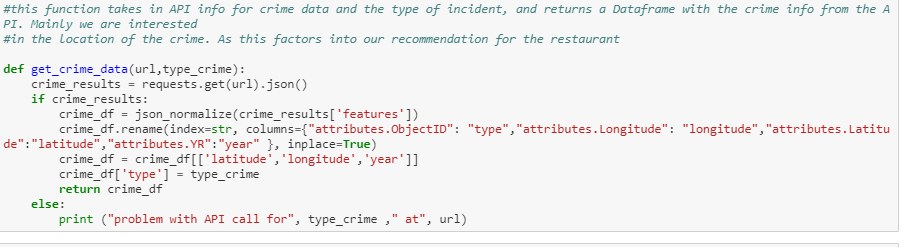 #this function takes in API info for crime data and the type of incident, and returns a Dataframe with the crime info from the A
PI. Mainly we are interested
#in the location of the crime. As this factors into our recommendation for the restaurant
def get_crime_data(url,type_crime):
    crime_results = requests.get(url).json()
    if crime_results:
        crime_df = json_normalize(crime_results['features'])
        crime_df.rename(index=str, columns={"attributes.ObjectID": "type","attributes.Longitude": "longitude","attributes.Latitu
de":"latitude","attributes.YR":"year" }, inplace=True)
        crime_df = crime_df[['latitude','longitude','year']]
        crime_df['type'] = type_crime
        return crime_df
    else:
        print ("problem with API call for", type_crime ," at", url)